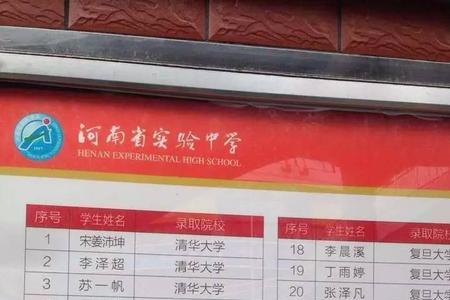 河南省实验中学
HENAN EXPERIMENTAL HIGH SCHOOL
序号 学生姓名 录取院校
1 宋姜沛坤 清华大学
2 李泽超 清华大学
3 苏一帆 清华大学
序号 学生姓名 录取院校
18 李晨溪 复旦大
19 丁雨婷 复旦大
20 张泽凡 复旦大